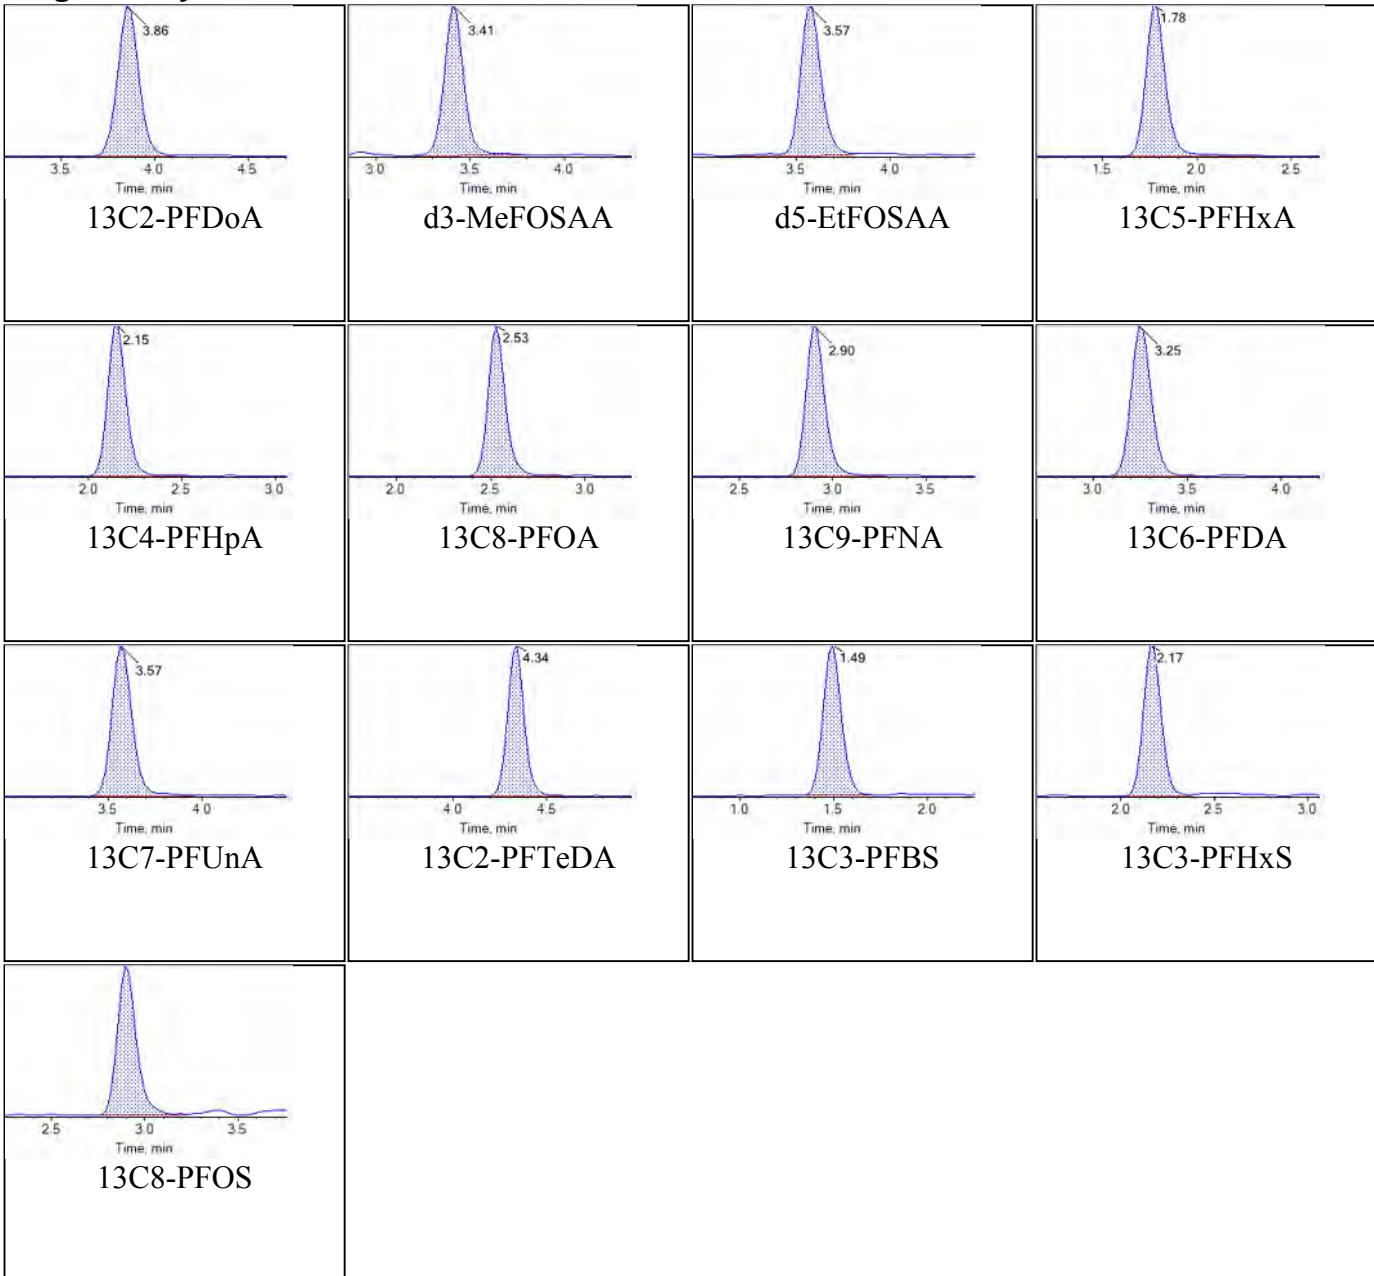 3.86
3.5 4.0 4.5
Time, min
13C2-PFDoA
3.41
3.0 3.5 4.0
Time, min
d3-MeFOSAA
3.57
3.5 4.0
Time, min
d5-EtFOSAA
1.78
1.5 2.0 2.5
Time, min
13C5-PFHxA
2.15
2.0 2.5 3.0
Time, min
13C4-PFHpA
2.53
2.0 2.5 3.0
Time, min
13C8-PFOA
2.90
2.5 3.0 3.5
Time, min
13C9-PFNA
3.25
3.0 3.5 4.0
Time, min
13C6-PFDA
3.57
3.5 4.0
Time, min
13C7-PFUnA
4.34
4.0 4.5
Time, min
13C2-PFTeDA
1.49
1.0 1.5 2.0
Time, min
13C3-PFBS
2.17
2.0 2.5 3.0
Time, min
13C3-PFHxS
2.5 3.0 3.5
Time, min
13C8-PFOS